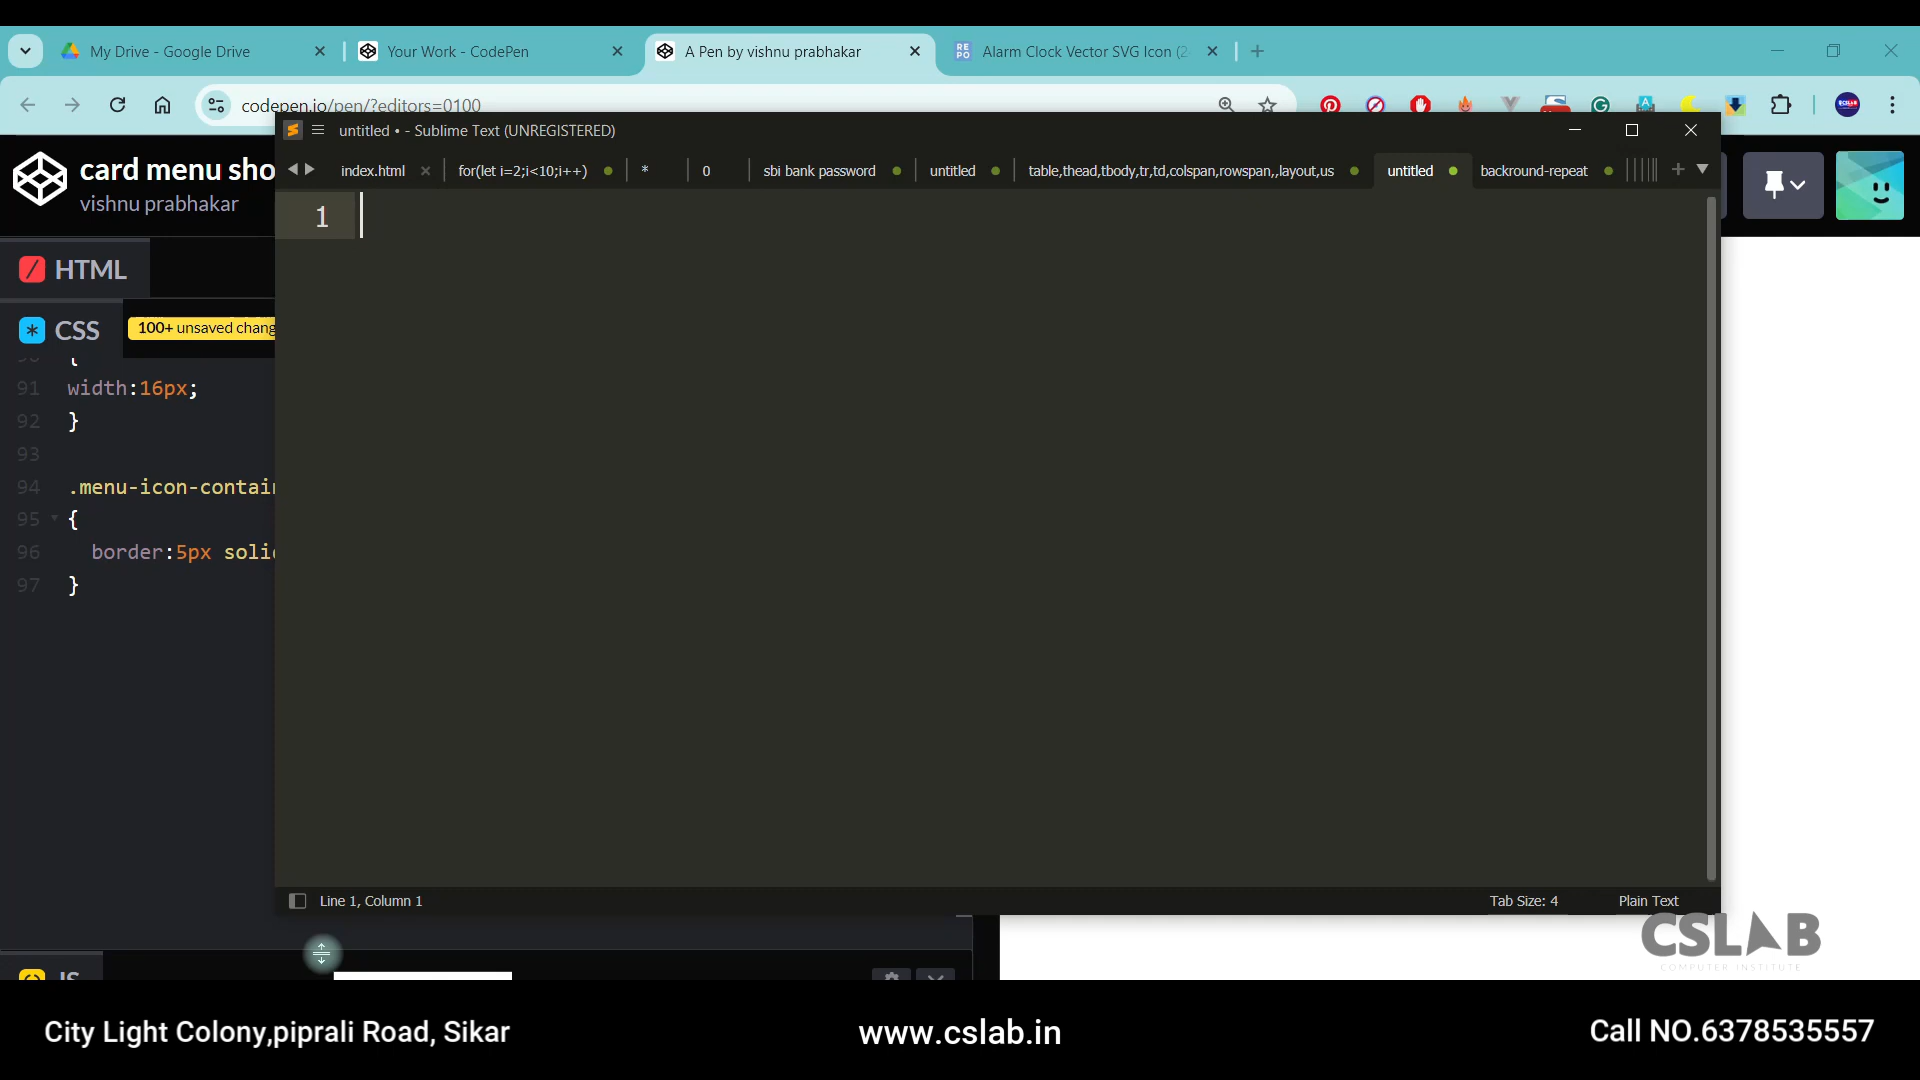 My Drive - Google Drive
Your Work - CodePen
A Pen by vishnu prabhakar
Alarm Clock Vector SVG Icon (2
codepen.io/pen/?editors=0100
untitled • - Sublime Text (UNREGISTERED)
index.html
for(let i=2;i<10;i++)
*
0
sbi bank password
untitled
table,thead,tbody,tr,td,colspan,rowspan,,layout,us
untitled
backround-repeat
card menu sho
vishnu prabhakar
1
HTML
CSS
100+ unsaved chang
{
91 width:16px;
92 }
93
94 .menu-icon-contain
95 {
96 border:5px solid
97 }
Line 1, Column 1
Tab Size: 4
Plain Text
JS
CSLAB
COMPUTER INSTITUTE
City Light Colony,piprali Road, Sikar
www.cslab.in
Call NO.6378535557